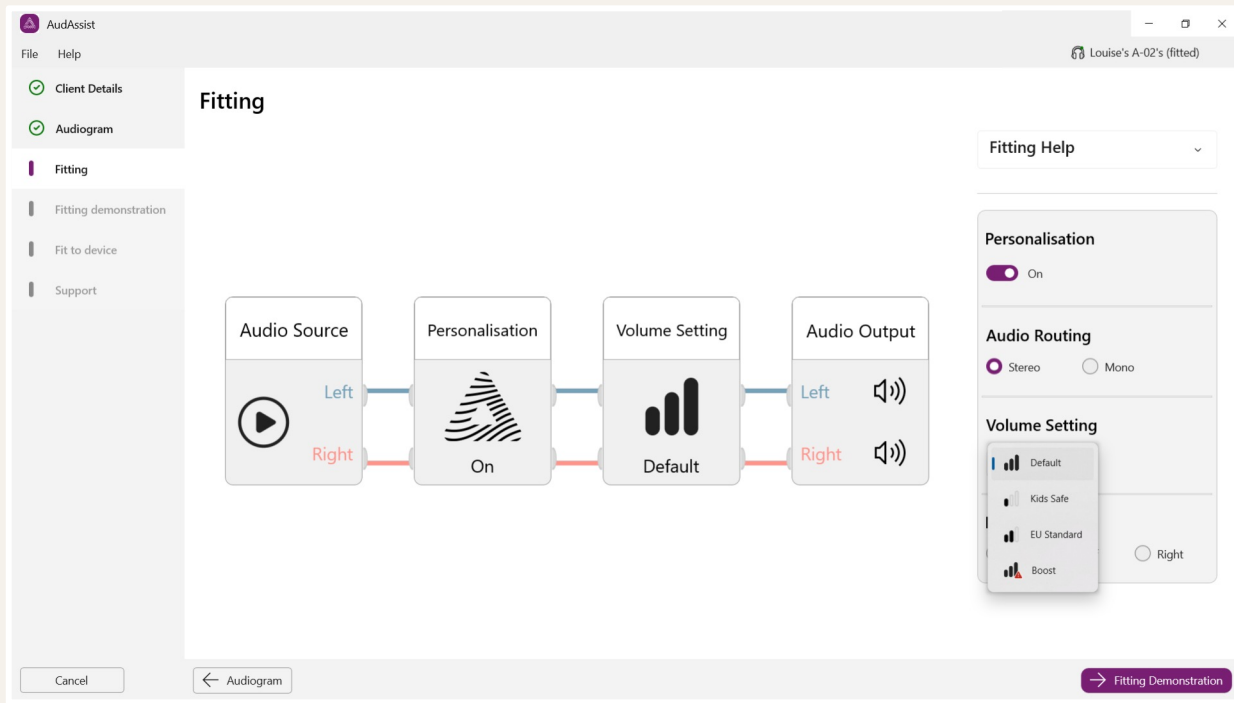 AudAssist
File Help
Louise's A-02's (fitted)
Client Details
Audiogram
Fitting
Fitting demonstration
Fit to device
Support
Fitting
Audio Source
Left
Right
Personalisation
On
Volume Setting
Default
Audio Output
Left
Right
Fitting Help
Personalisation
On
Audio Routing
Stereo Mono
Volume Setting
Default
Kids Safe
EU Standard
Boost
Right
Cancel
Audiogram
Fitting Demonstration